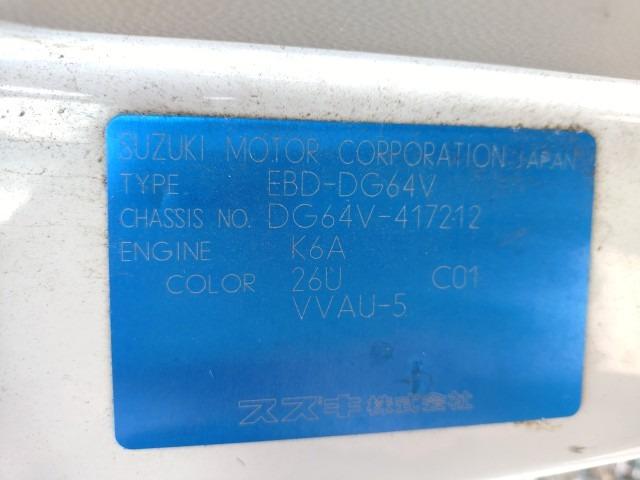 SUZUKI MOTOR CORPORATION JAPAN
TYPE EBD-DG64V
CHASSIS NO. DG64V-417212
ENGINE K6A
COLOR 26U C01
VVAU-5
スズキ株式会社